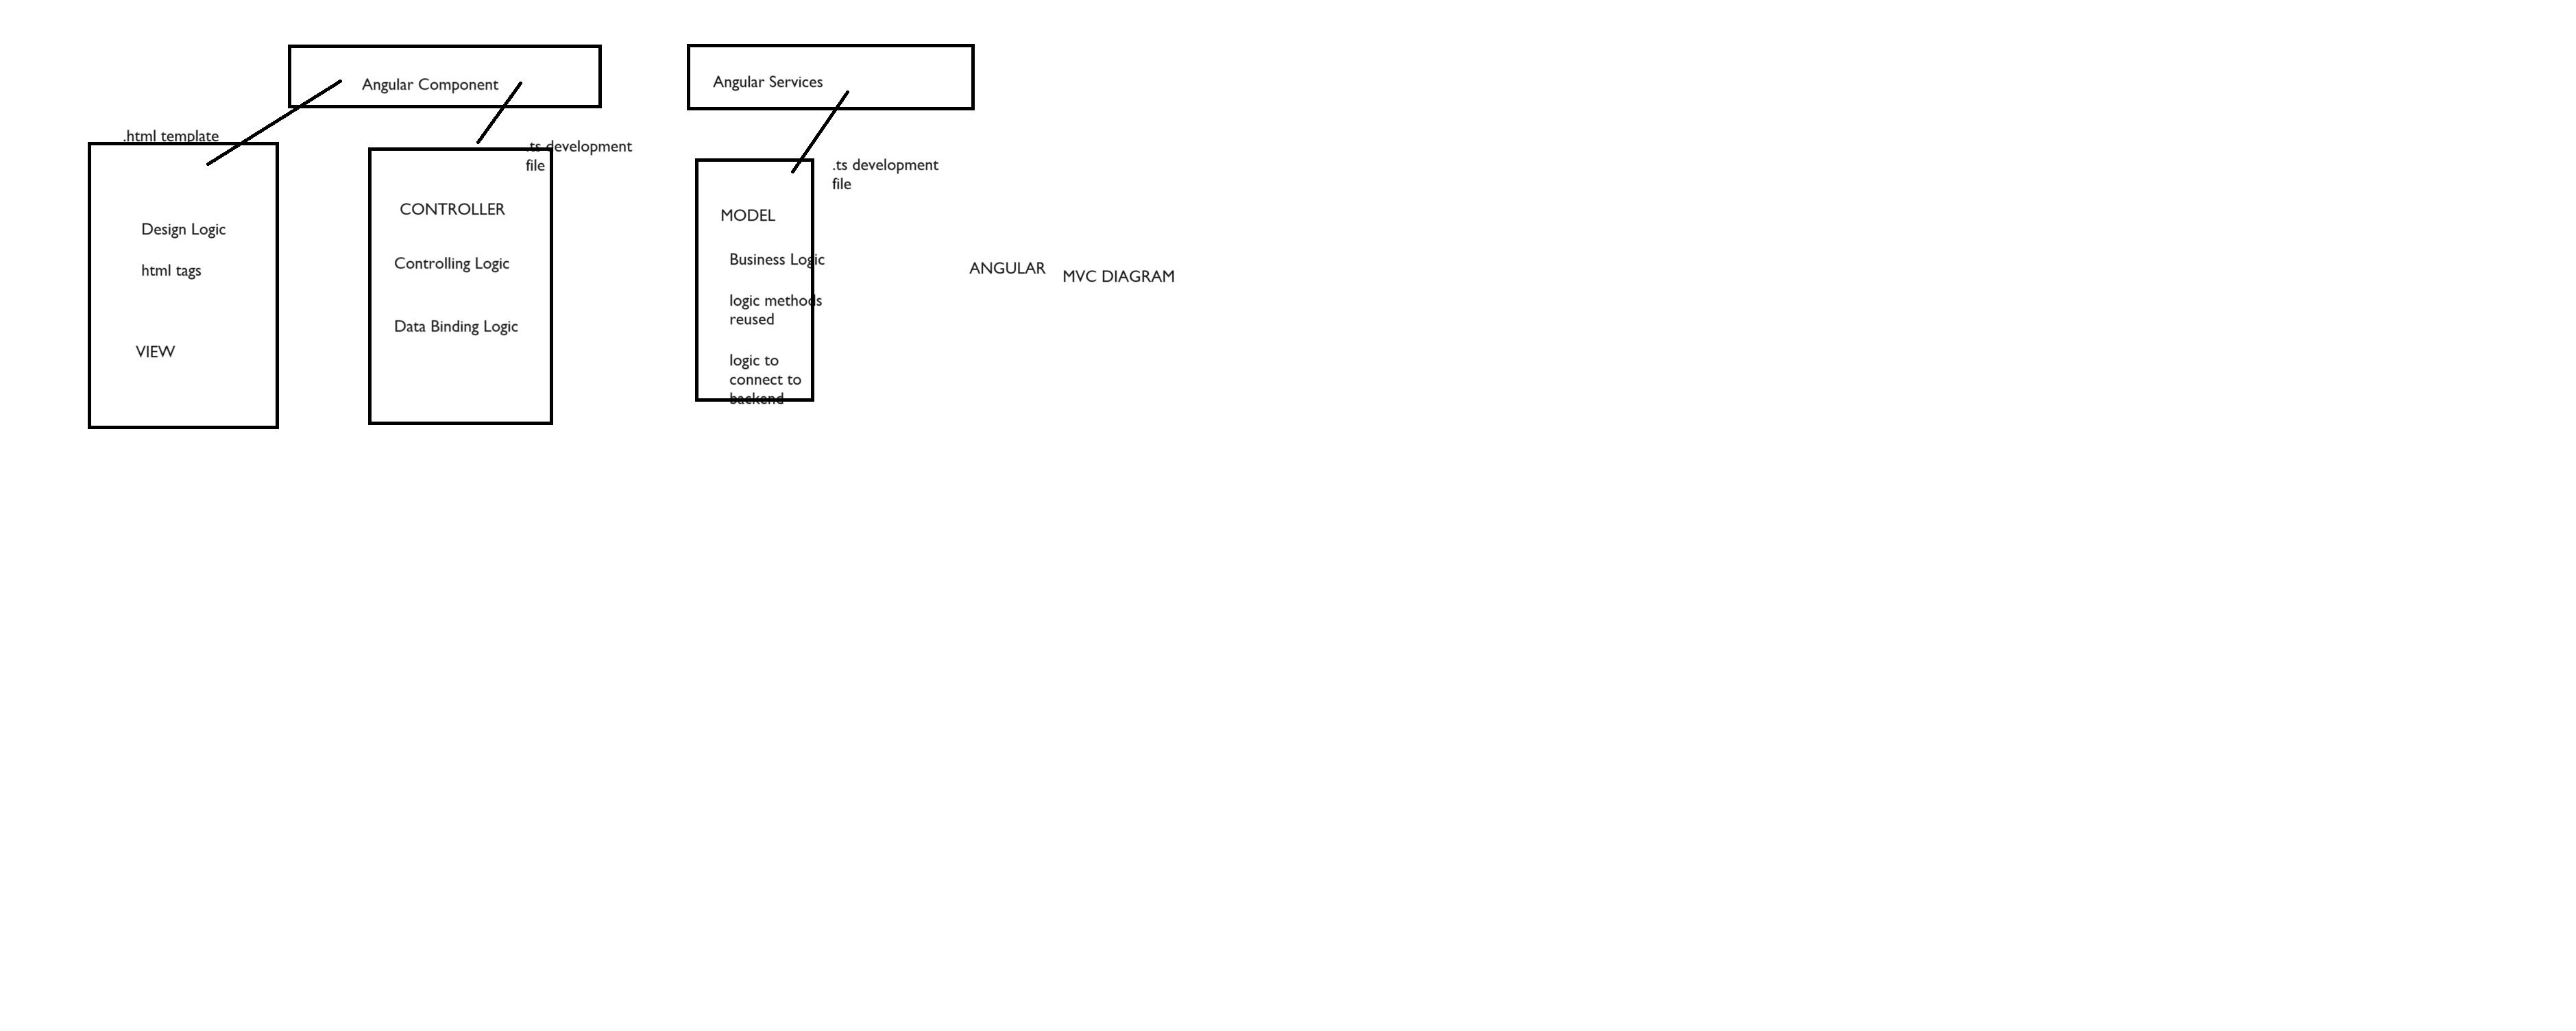 Angular Component
Angular Services
.html template
.ts development
file
.ts development
file
Design Logic
html tags
VIEW
CONTROLLER
Controlling Logic
Data Binding Logic
MODEL
Business Logic
logic methods
reused
logic to
connect to
backend
ANGULAR
MVC DIAGRAM